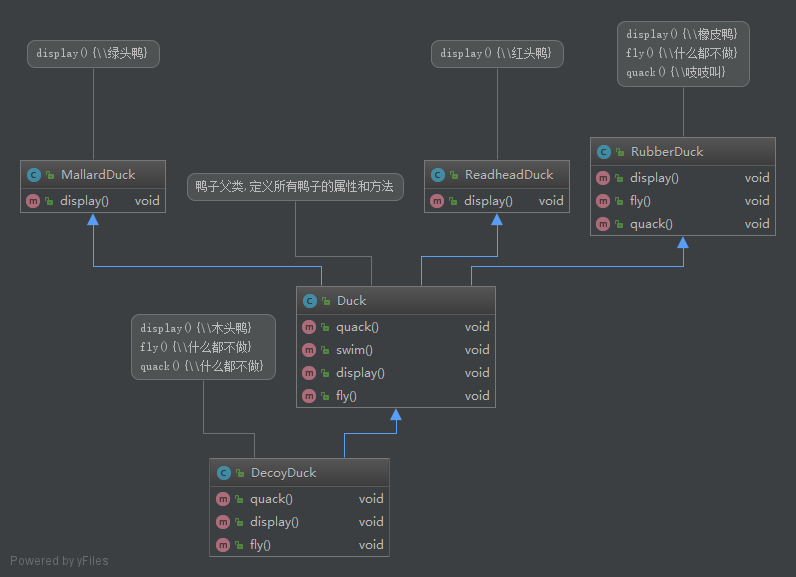 display() {\\绿头鸭}
display() {\\红头鸭}
display() {\\橡皮鸭}
fly() {\\什么都不做}
quack() {\\吱吱叫}
MallardDuck
display() void
鸭子父类, 定义所有鸭子的属性和方法
ReadheadDuck
display() void
RubberDuck
display() void
fly() void
quack() void
Duck
quack() void
swim() void
display() void
fly() void
display() {\\木头鸭}
fly() {\\什么都不做}
quack() {\\什么都不做}
DecoyDuck
quack() void
display() void
fly() void
Powered by yFiles